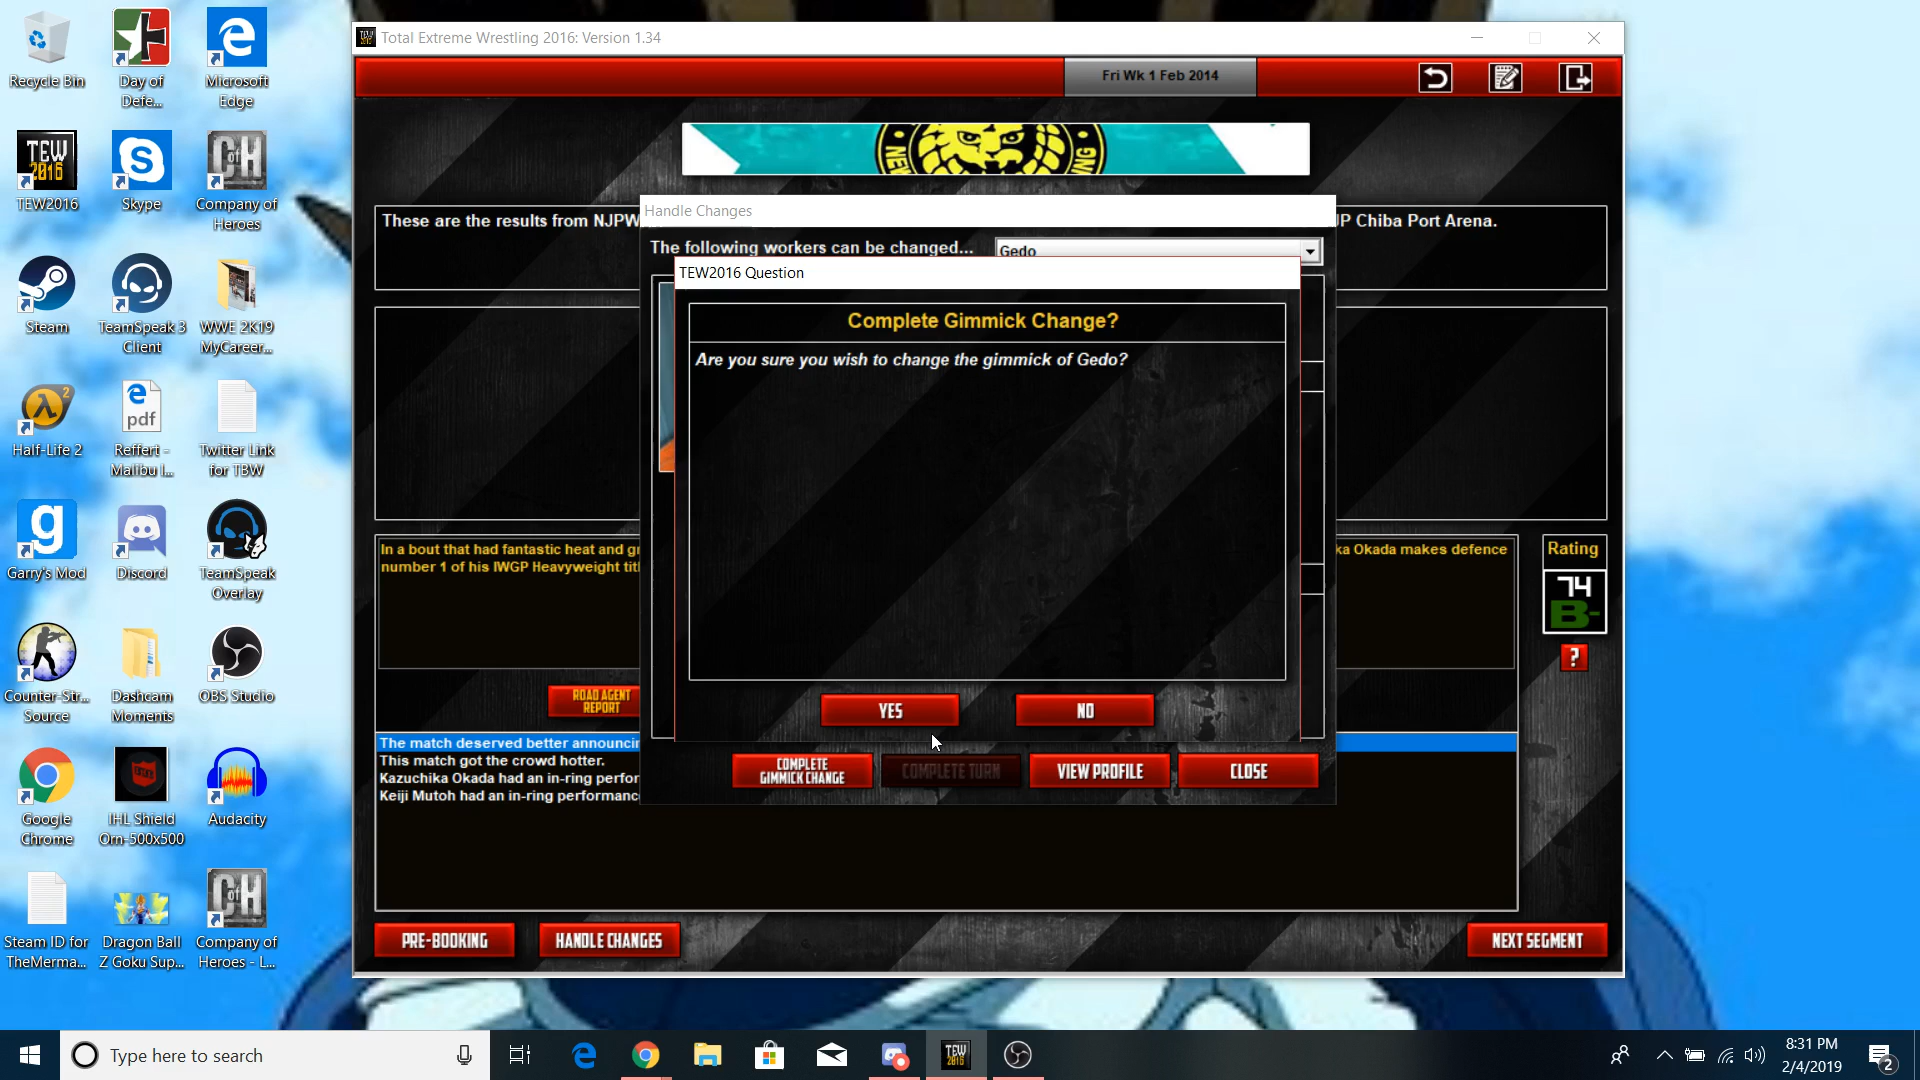 Recycle Bin
Day of
Defe...
Microsoft
Edge
TEW
2016
TEW2016
Skype
Company of
Heroes
Steam
TeamSpeak 3
Client
WWE 2K19
MyCareer...
Half-Life 2
pdf
Reffert -
Malibu I...
Twitter Link
for TBW
Garry's Mod
Discord
TeamSpeak
Overlay
Counter-Str...
Source
Dashcam
Moments
OBS Studio
Google
Chrome
IHL Shield
Orn-500x500
Audacity
Steam ID for
TheMerma...
Dragon Ball
Z Goku Sup...
Company of
Heroes - L...
Total Extreme Wrestling 2016: Version 1.34
Fri Wk 1 Feb 2014
These are the results from NJPW
JP Chiba Port Arena.
Handle Changes
The following workers can be changed...
Gedo
TEW2016 Question
Complete Gimmick Change?
Are you sure you wish to change the gimmick of Gedo?
YES
NO
COMPLETE
GIMMICK CHANGE
COMPLETE TURN
VIEW PROFILE
CLOSE
In a bout that had fantastic heat and
ka Okada makes defence
number 1 of his IWGP Heavyweight
Rating
74
B-
?
ROAD AGENT
REPORT
The match deserved better
This match got the crowd hotter.
Kazuchika Okada had an in-ring
Keiji Mutoh had an in-ring performanc
PRE-BOOKING
HANDLE CHANGES
NEXT SEGMENT
Type here to search
TEW
2016
8:31 PM
2/4/2019
2